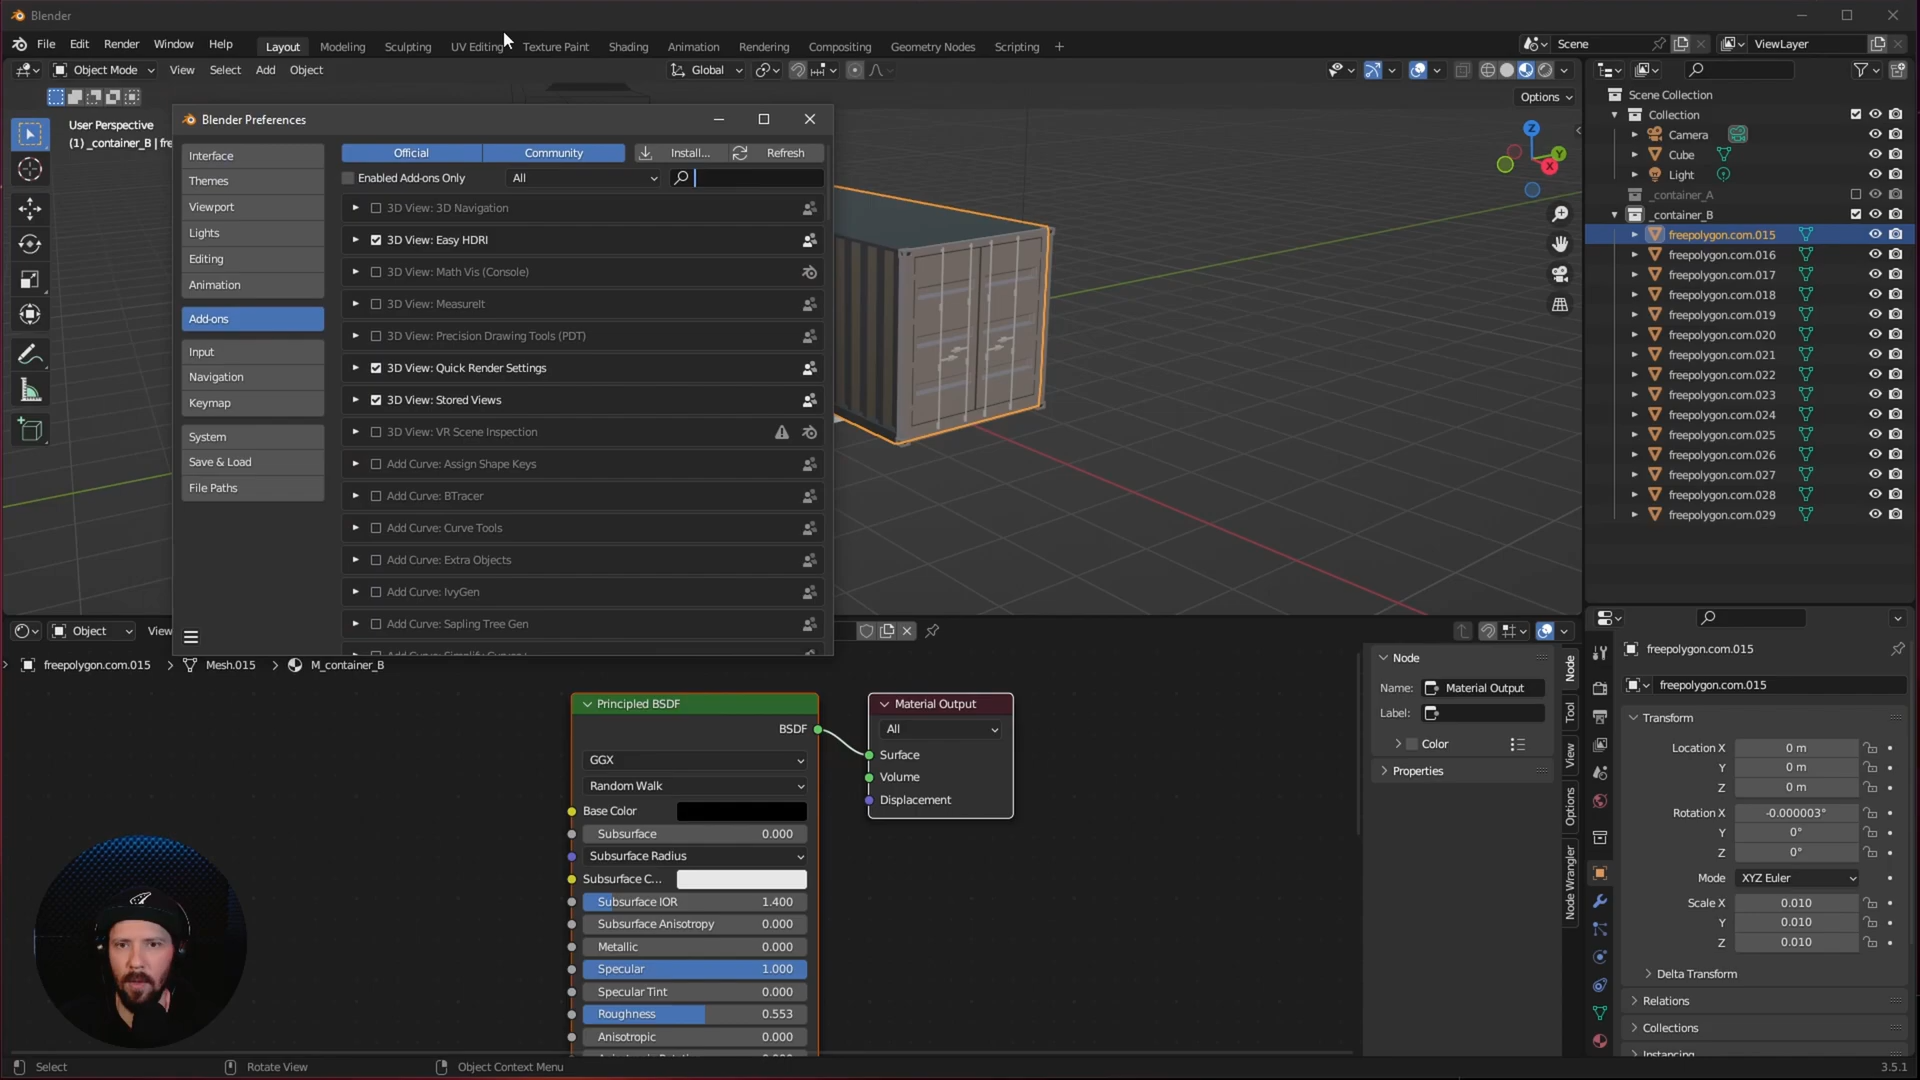 Blender
File Edit Render Window Help Layout Modeling Sculpting UV Editing Texture Paint Shading Animation Rendering Compositing Geometry Nodes Scripting + Scene ViewLayer
Object Mode View Select Add Object Global
Options
User Perspective
(1) _container_B | fre
Blender Preferences
Interface
Themes
Viewport
Lights
Editing
Animation
Add-ons
Input
Navigation
Keymap
System
Save & Load
File Paths
Official Community Install... Refresh
Enabled Add-ons Only All
3D View: 3D Navigation
3D View: Easy HDRI
3D View: Math Vis (Console)
3D View: MeasureIt
3D View: Precision Drawing Tools (PDT)
3D View: Quick Render Settings
3D View: Stored Views
3D View: VR Scene Inspection
Add Curve: Assign Shape Keys
Add Curve: BTracer
Add Curve: Curve Tools
Add Curve: Extra Objects
Add Curve: IvyGen
Add Curve: Sapling Tree Gen
Z
Y
X
Scene Collection
Collection
Camera
Cube
Light
_container_A
_container_B
freepolygon.com.015
freepolygon.com.016
freepolygon.com.017
freepolygon.com.018
freepolygon.com.019
freepolygon.com.020
freepolygon.com.021
freepolygon.com.022
freepolygon.com.023
freepolygon.com.024
freepolygon.com.025
freepolygon.com.026
freepolygon.com.027
freepolygon.com.028
freepolygon.com.029
Object View
freepolygon.com.015 Mesh.015 M_container_B
Principled BSDF
BSDF
GGX
Random Walk
Base Color
Subsurface 0.000
Subsurface Radius
Subsurface C...
Subsurface IOR 1.400
Subsurface Anisotropy 0.000
Metallic 0.000
Specular 1.000
Specular Tint 0.000
Roughness 0.553
Anisotropic 0.000
Material Output
All
Surface
Volume
Displacement
Node
Name: Material Output
Label:
Color
Properties
Node
Tool
View
Options
Node Wrangler
freepolygon.com.015
freepolygon.com.015
Transform
Location X 0 m
Y 0 m
Z 0 m
Rotation X -0.000003°
Y 0°
Z 0°
Mode XYZ Euler
Scale X 0.010
Y 0.010
Z 0.010
Delta Transform
Relations
Collections
Instancing
Select Rotate View Object Context Menu 3.5.1